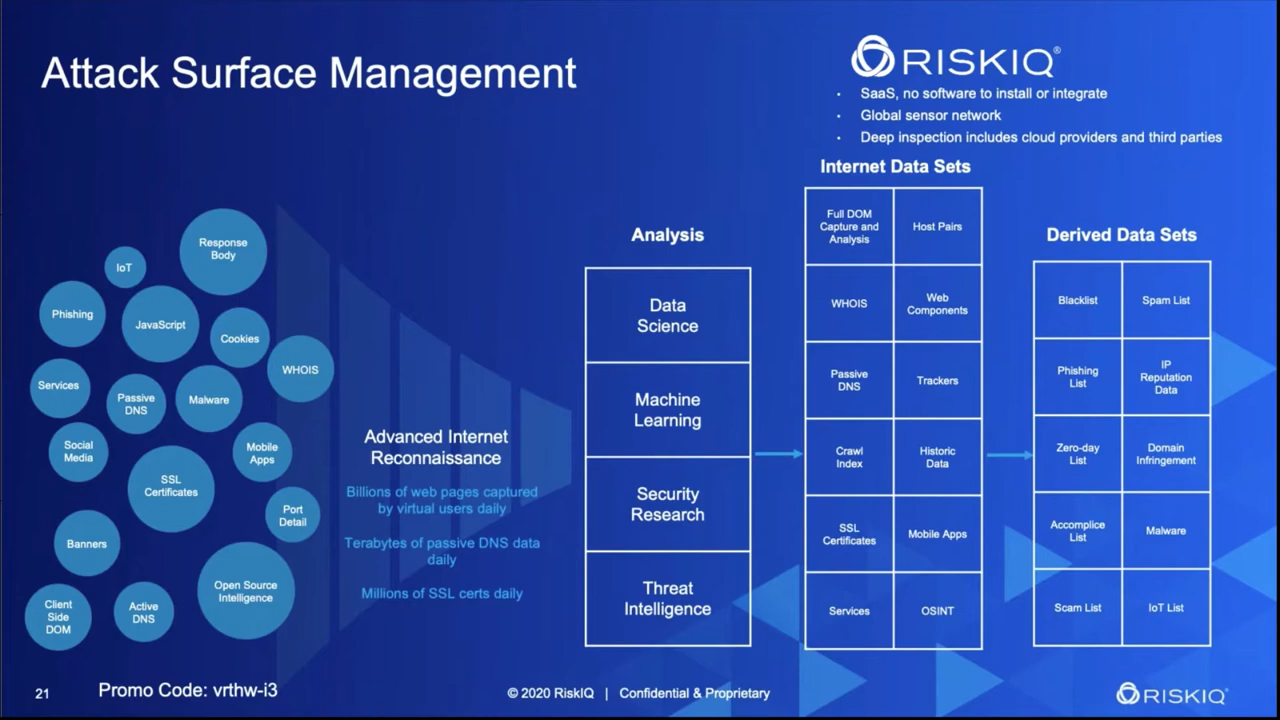 Attack Surface Management
RISKIQ®
• SaaS, no software to install or integrate
• Global sensor network
• Deep inspection includes cloud providers and third parties
Response
Body
IoT
Phishing
JavaScript
Cookies
WHOIS
Services
Passive
DNS
Malware
Social
Media
Mobile
Apps
SSL
Certificates
Port
Detail
Banners
Open Source
Intelligence
Client
Side
DOM
Active
DNS
Advanced Internet
Reconnaissance
Billions of web pages captured
by virtual users daily
Terabytes of passive DNS data
daily
Millions of SSL certs daily
Analysis
Data
Science
Machine
Learning
Security
Research
Threat
Intelligence
Internet Data Sets
Full DOM
Capture and
Analysis
Host Pairs
WHOIS
Web
Components
Passive
DNS
Trackers
Crawl
Index
Historic
Data
SSL
Certificates
Mobile Apps
Services
OSINT
Derived Data Sets
Blacklist
Spam List
Phishing
List
IP
Reputation
Data
Zero-day
List
Domain
Infringement
Accomplice
List
Malware
Scam List
IoT List
21
Promo Code: vrthw-i3
© 2020 RiskIQ | Confidential & Proprietary
RISKIQ®